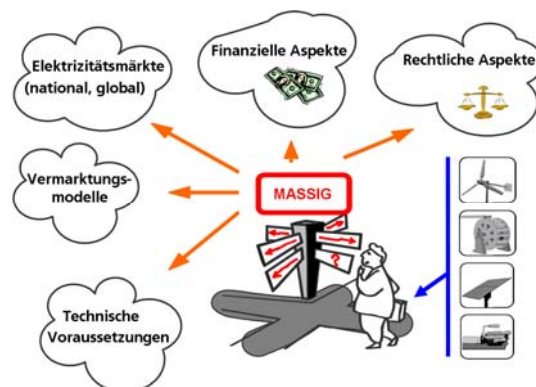 Elektrizitätsmärkte
(national, global)
Finanzielle Aspekte
Rechtliche Aspekte
Vermarktungs-
modelle
MASSIG
?
Technische
Voraussetzungen